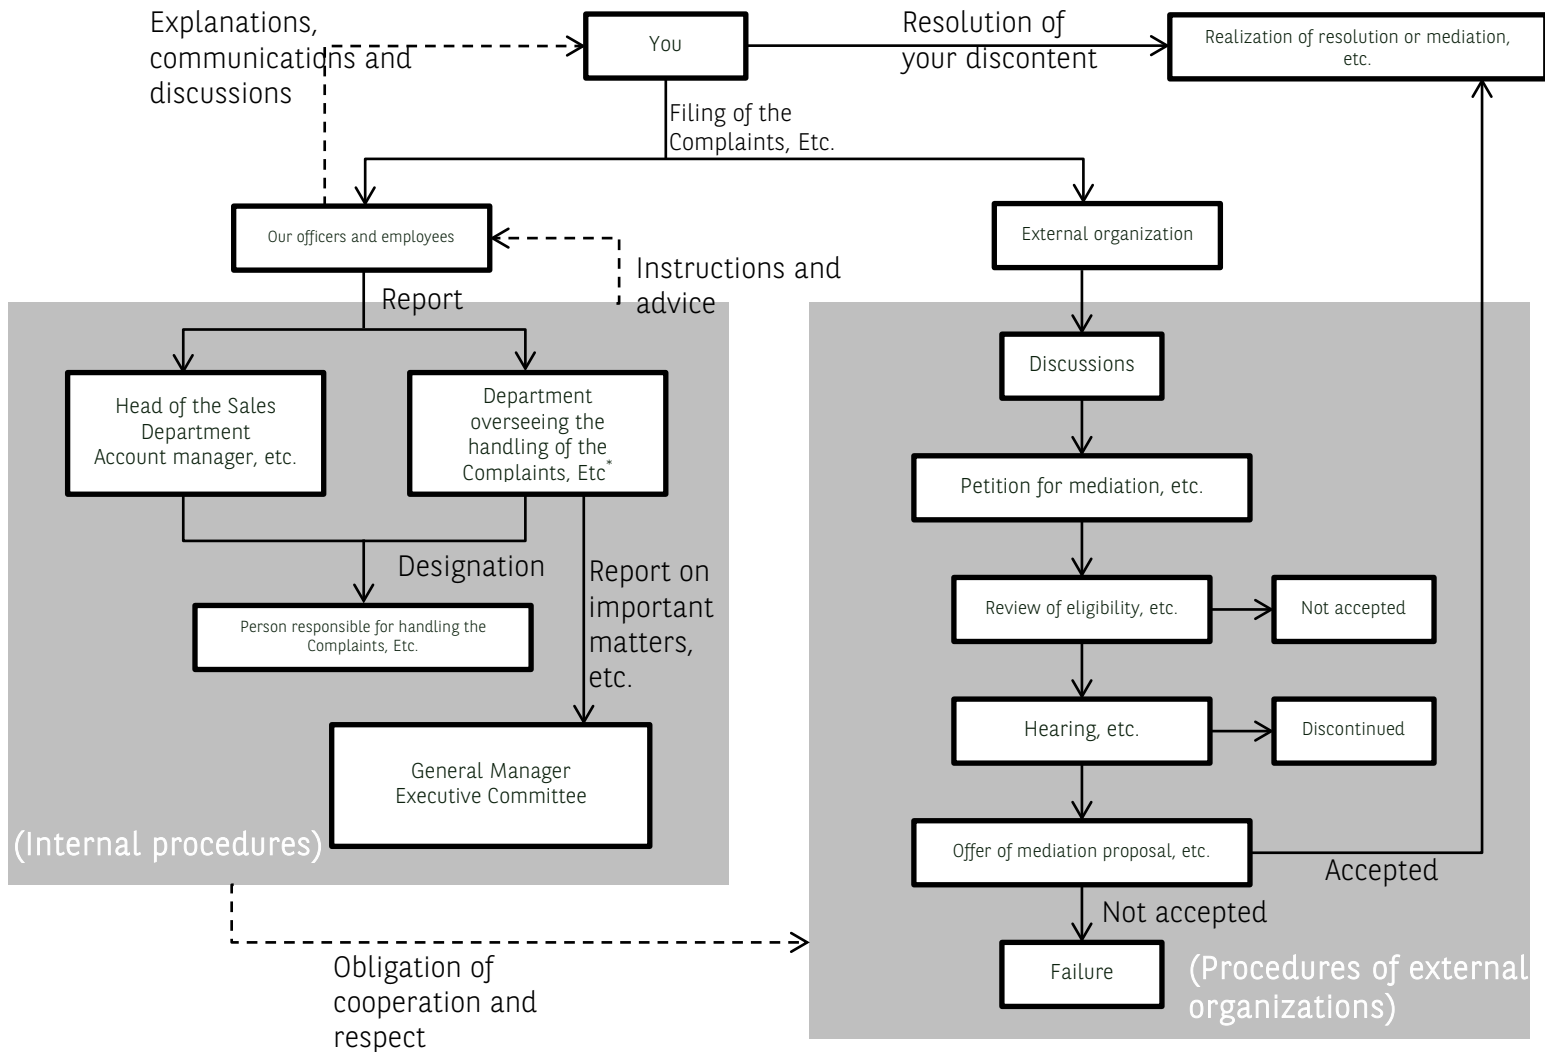 Explanations,
communications and
discussions
You
Resolution of
your discontent
Realization of resolution or mediation,
etc.
Filing of the
Complaints, Etc.
Our officers and employees
External organization
Instructions and
advice
Report
Discussions
Head of the Sales
Department
Account manager, etc.
Department
overseeing the
handling of the
Complaints, Etc*
Petition for mediation, etc.
Designation
Report on
important
matters,
etc.
Person responsible for handling the
Complaints, Etc.
Review of eligibility, etc.
Not accepted
Hearing, etc.
Discontinued
General Manager
Executive Committee
(Internal procedures)
Offer of mediation proposal, etc.
Accepted
Not accepted
Failure
(Procedures of external
organizations)
Obligation of
cooperation and
respect